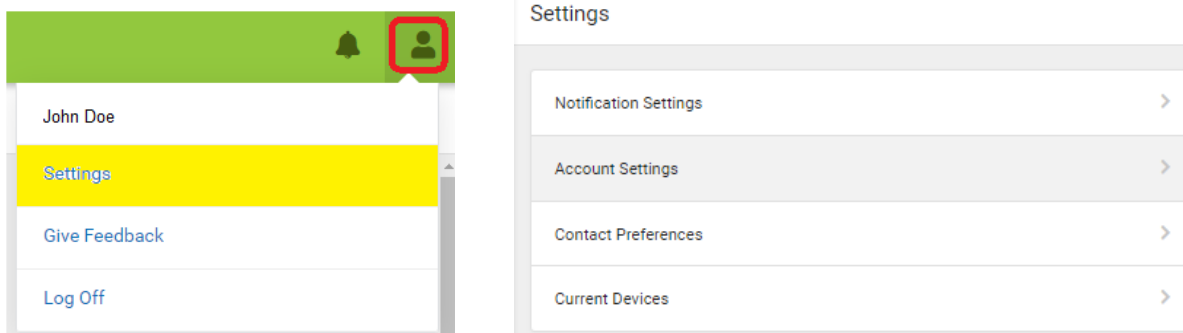 John Doe
Settings
Give Feedback
Log Off
Settings
Notification Settings
Account Settings
Contact Preferences
Current Devices